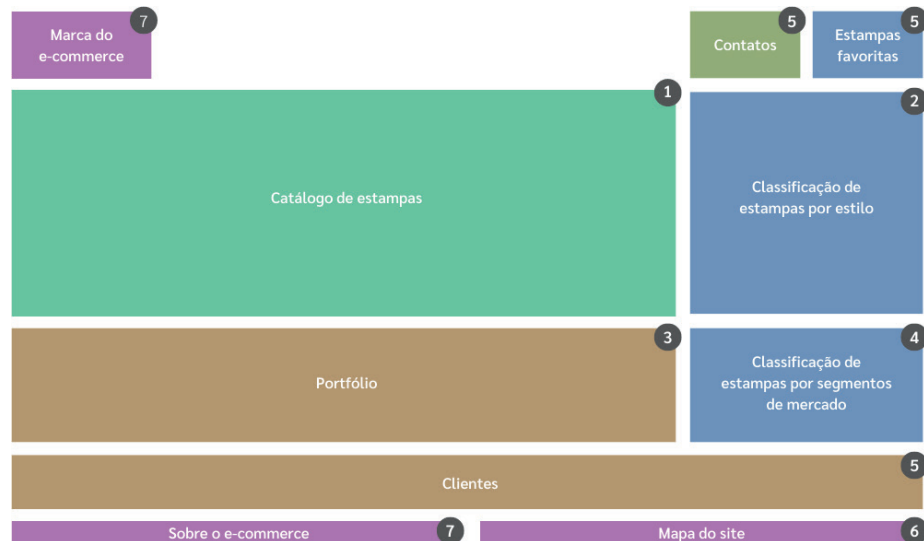 Marca do
e-commerce
7
Contatos
5
Estampas
favoritas
5
Catálogo de estampas
1
Classificação de
estampas por estilo
2
Portfólio
3
Classificação de
estampas por segmentos
de mercado
4
Clientes
5
Sobre o e-commerce
7
Mapa do site
6